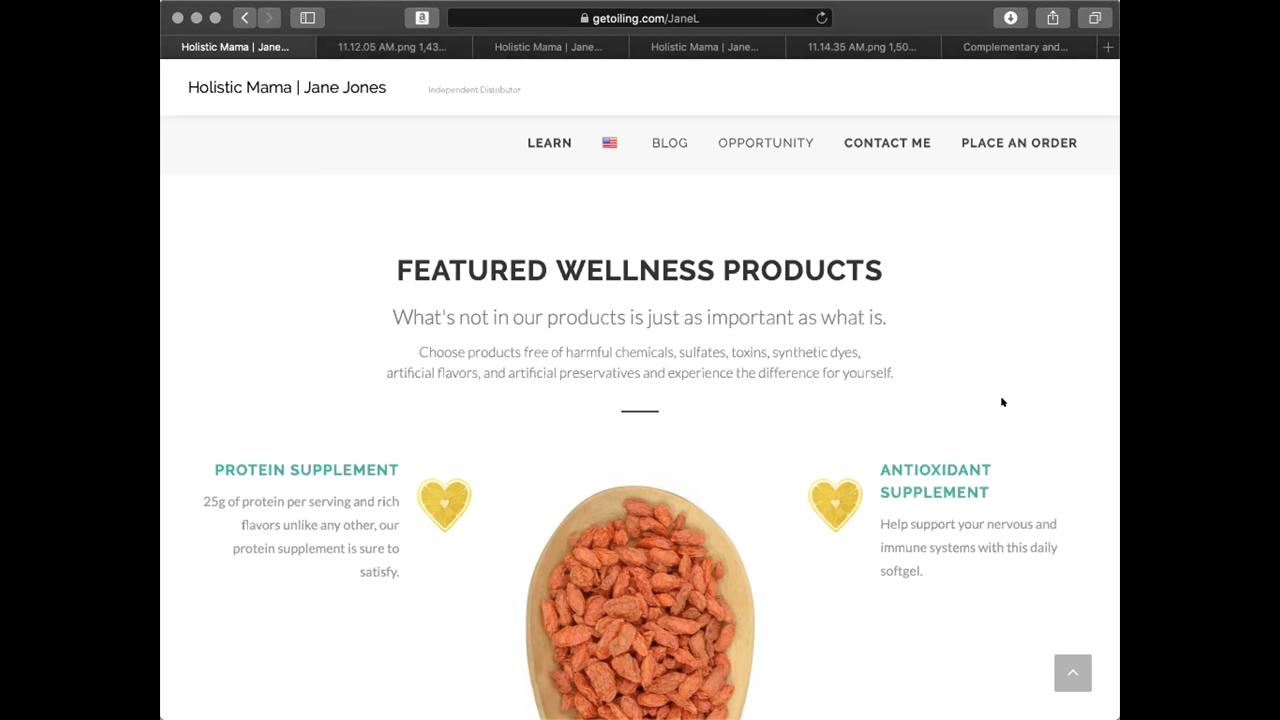 getoiling.com/JaneL
Holistic Mama | Jane...
11.12.05 AM.png 1,43...
Holistic Mama | Jane...
Holistic Mama | Jane...
11.14.35 AM.png 1,50...
Complementary and...
Holistic Mama | Jane Jones
Independent Distributor
LEARN
BLOG
OPPORTUNITY
CONTACT ME
PLACE AN ORDER
FEATURED WELLNESS PRODUCTS
What's not in our products is just as important as what is.
Choose products free of harmful chemicals, sulfates, toxins, synthetic dyes,
artificial flavors, and artificial preservatives and experience the difference for yourself.
PROTEIN SUPPLEMENT
25g of protein per serving and rich
flavors unlike any other, our
protein supplement is sure to
satisfy.
ANTIOXIDANT
SUPPLEMENT
Help support your nervous and
immune systems with this daily
softgel.